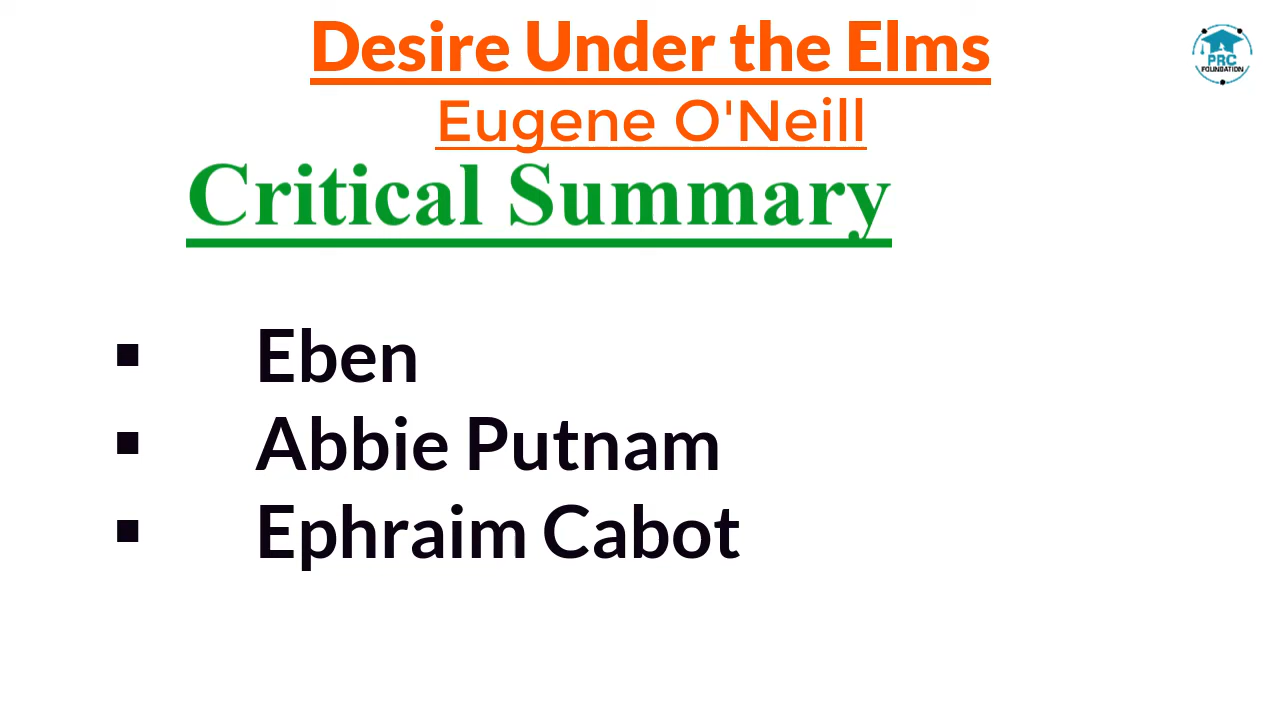 Desire Under the Elms
PRC
FOUNDATION
Eugene O'Neill
Critical Summary
▪ Eben
▪ Abbie Putnam
▪ Ephraim Cabot